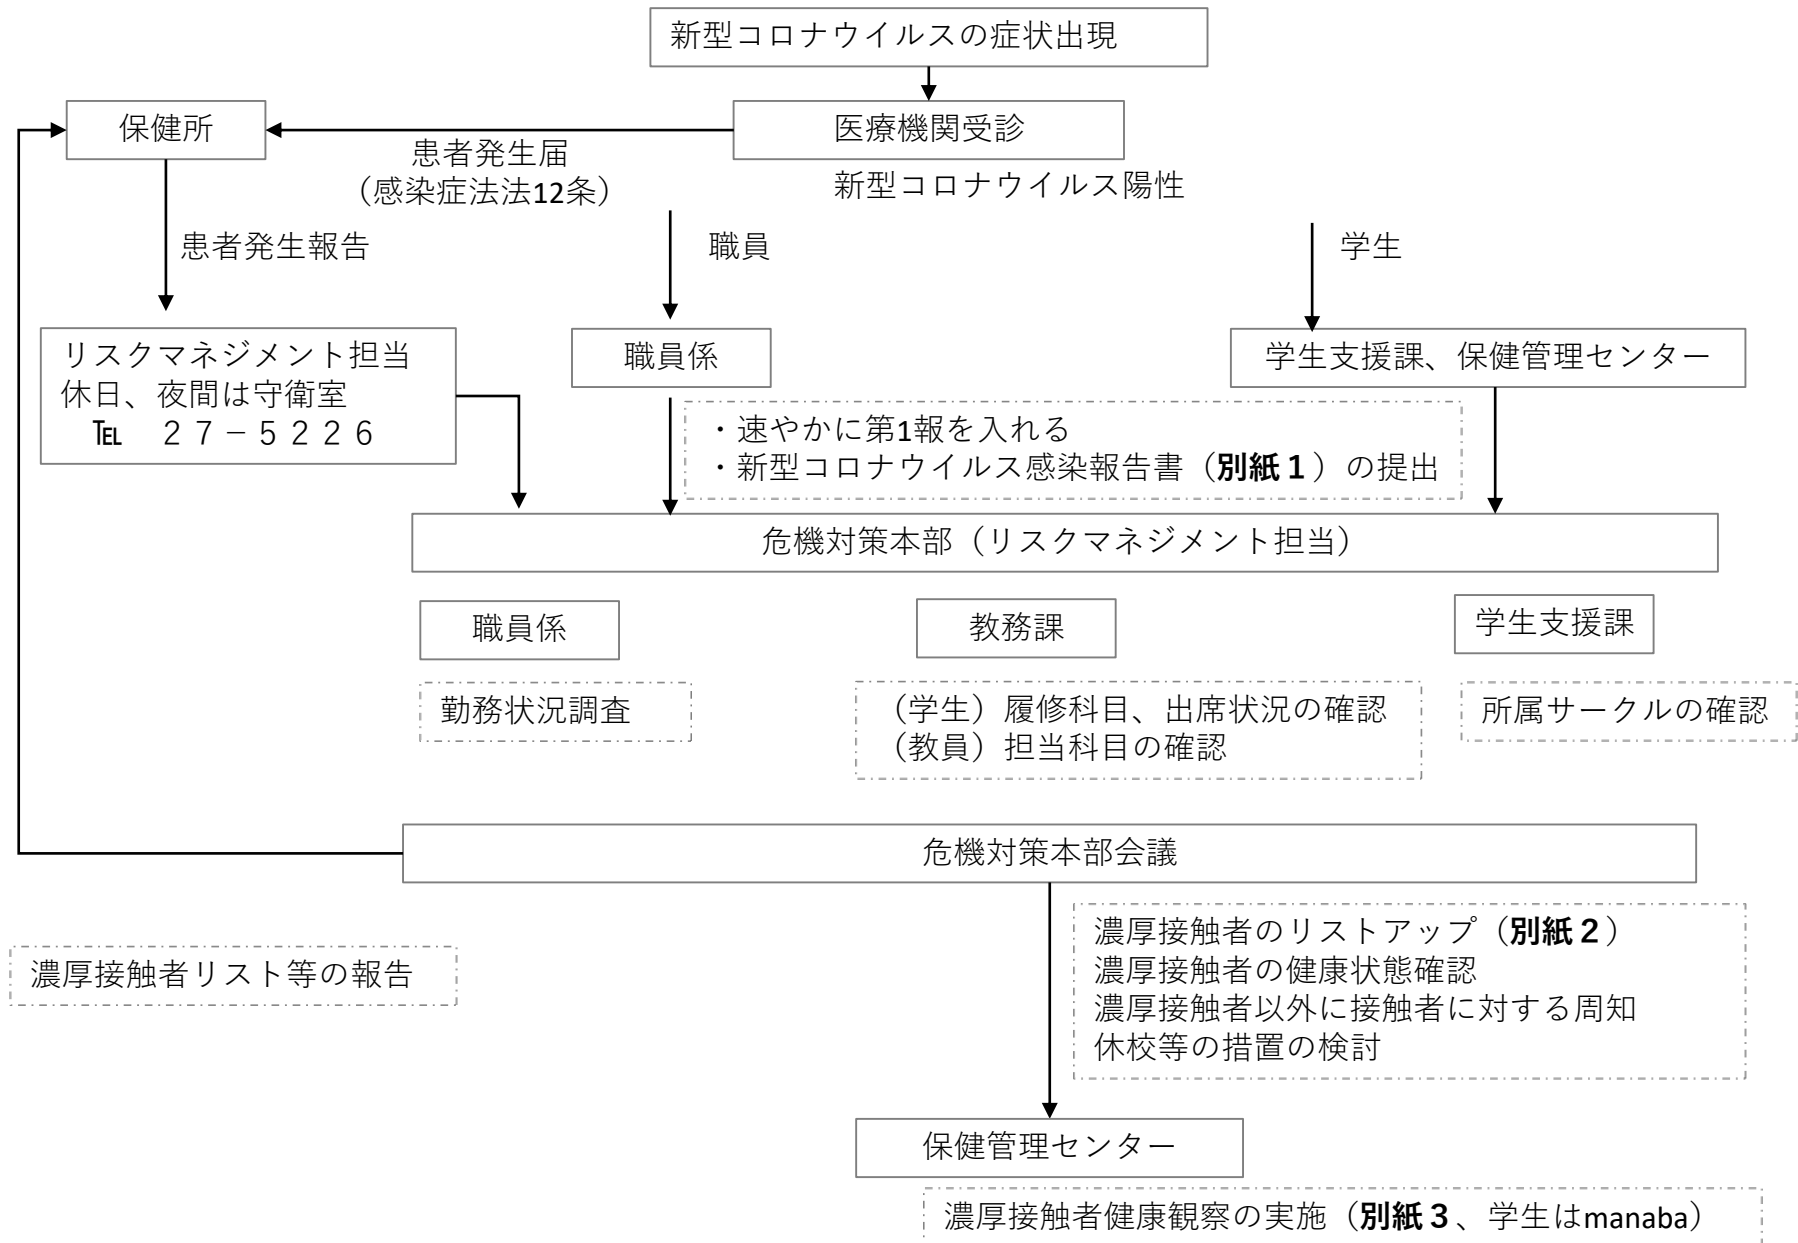 新型コロナウイルスの症状出現
保健所
医療機関受診
患者発生届
（感染症法法12条）
新型コロナウイルス陽性
患者発生報告
職員
学生
リスクマネジメント担当
休日、夜間は守衛室
℡　２７－５２２６
職員係
学生支援課、保健管理センター
・速やかに第1報を入れる
・新型コロナウイルス感染報告書（別紙１）の提出
危機対策本部（リスクマネジメント担当）
職員係
教務課
学生支援課
勤務状況調査
（学生）履修科目、出席状況の確認
（教員）担当科目の確認
所属サークルの確認
危機対策本部会議
濃厚接触者のリストアップ（別紙２）
濃厚接触者の健康状態確認
濃厚接触者以外に接触者に対する周知
休校等の措置の検討
濃厚接触者リスト等の報告
保健管理センター
濃厚接触者健康観察の実施（別紙３、学生はmanaba）